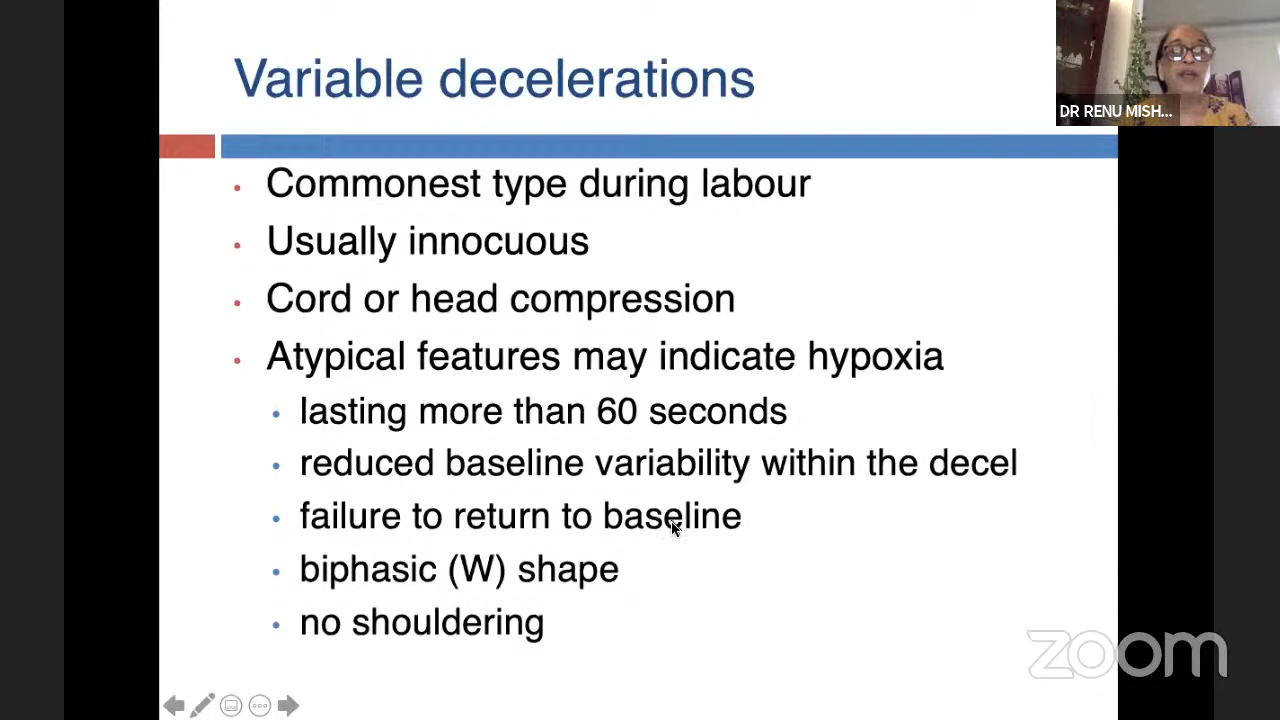 Variable decelerations
DR RENU MISH...
Commonest type during labour
Usually innocuous
Cord or head compression
Atypical features may indicate hypoxia
lasting more than 60 seconds
reduced baseline variability within the decel
failure to return to baseline
biphasic (W) shape
no shouldering
zoom